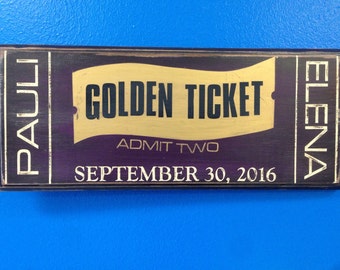 PAULI
GOLDEN TICKET
ADMIT TWO
SEPTEMBER 30, 2016
ELENA